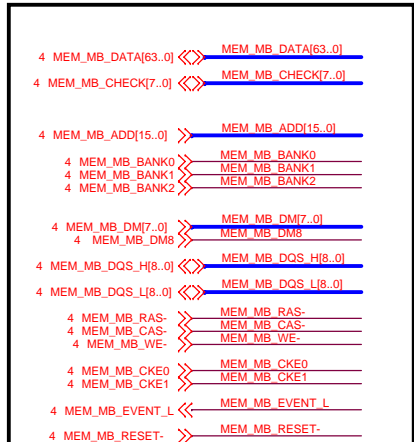 4 MEM_MB_DATA[63..0] MEM_MB_DATA[63..0]
4 MEM_MB_CHECK[7..0] MEM_MB_CHECK[7..0]
4 MEM_MB_ADD[15..0] MEM_MB_ADD[15..0]
4 MEM_MB_BANK0 MEM_MB_BANK0
4 MEM_MB_BANK1 MEM_MB_BANK1
4 MEM_MB_BANK2 MEM_MB_BANK2
4 MEM_MB_DM[7..0] MEM_MB_DM[7..0]
4 MEM_MB_DM8 MEM_MB_DM8
4 MEM_MB_DQS_H[8..0] MEM_MB_DQS_H[8..0]
4 MEM_MB_DQS_L[8..0] MEM_MB_DQS_L[8..0]
4 MEM_MB_RAS- MEM_MB_RAS-
4 MEM_MB_CAS- MEM_MB_CAS-
4 MEM_MB_WE- MEM_MB_WE-
4 MEM_MB_CKE0 MEM_MB_CKE0
4 MEM_MB_CKE1 MEM_MB_CKE1
4 MEM_MB_EVENT_L MEM_MB_EVENT_L
4 MEM_MB_RESET- MEM_MB_RESET-